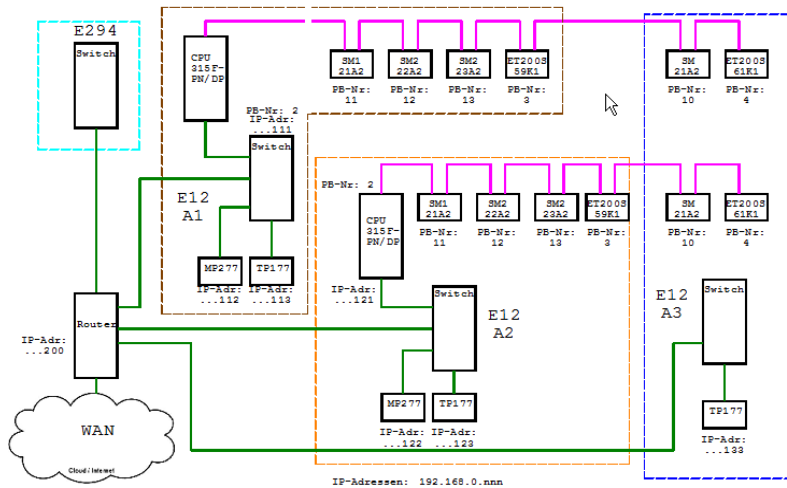 E294
Switch
CPU
315F-
PN/DP
SM1
21A2
SM2
22A2
SM2
23A2
ET200S
59K1
SM
21A2
ET200S
61K1
PB-Nr:
11
PB-Nr:
12
PB-Nr:
13
PB-Nr:
3
PB-Nr:
10
PB-Nr:
4
PB-Nr: 2
IP-Adr:
...111
Switch
E12
A1
MP277
TP177
IP-Adr:
...112
IP-Adr:
...113
PB-Nr: 2
CPU
315F-
PN/DP
SM1
21A2
SM2
22A2
SM2
23A2
ET200S
59K1
SM
21A2
ET200S
61K1
PB-Nr:
11
PB-Nr:
12
PB-Nr:
13
PB-Nr:
3
PB-Nr:
10
PB-Nr:
4
IP-Adr:
...121
Switch
E12
A2
MP277
TP177
IP-Adr:
...122
IP-Adr:
...123
E12
A3
Switch
TP177
IP-Adr:
...133
Router
IP-Adr:
...200
WAN
Cloud / Internet
IP-Adressen: 192.168.0.nnn